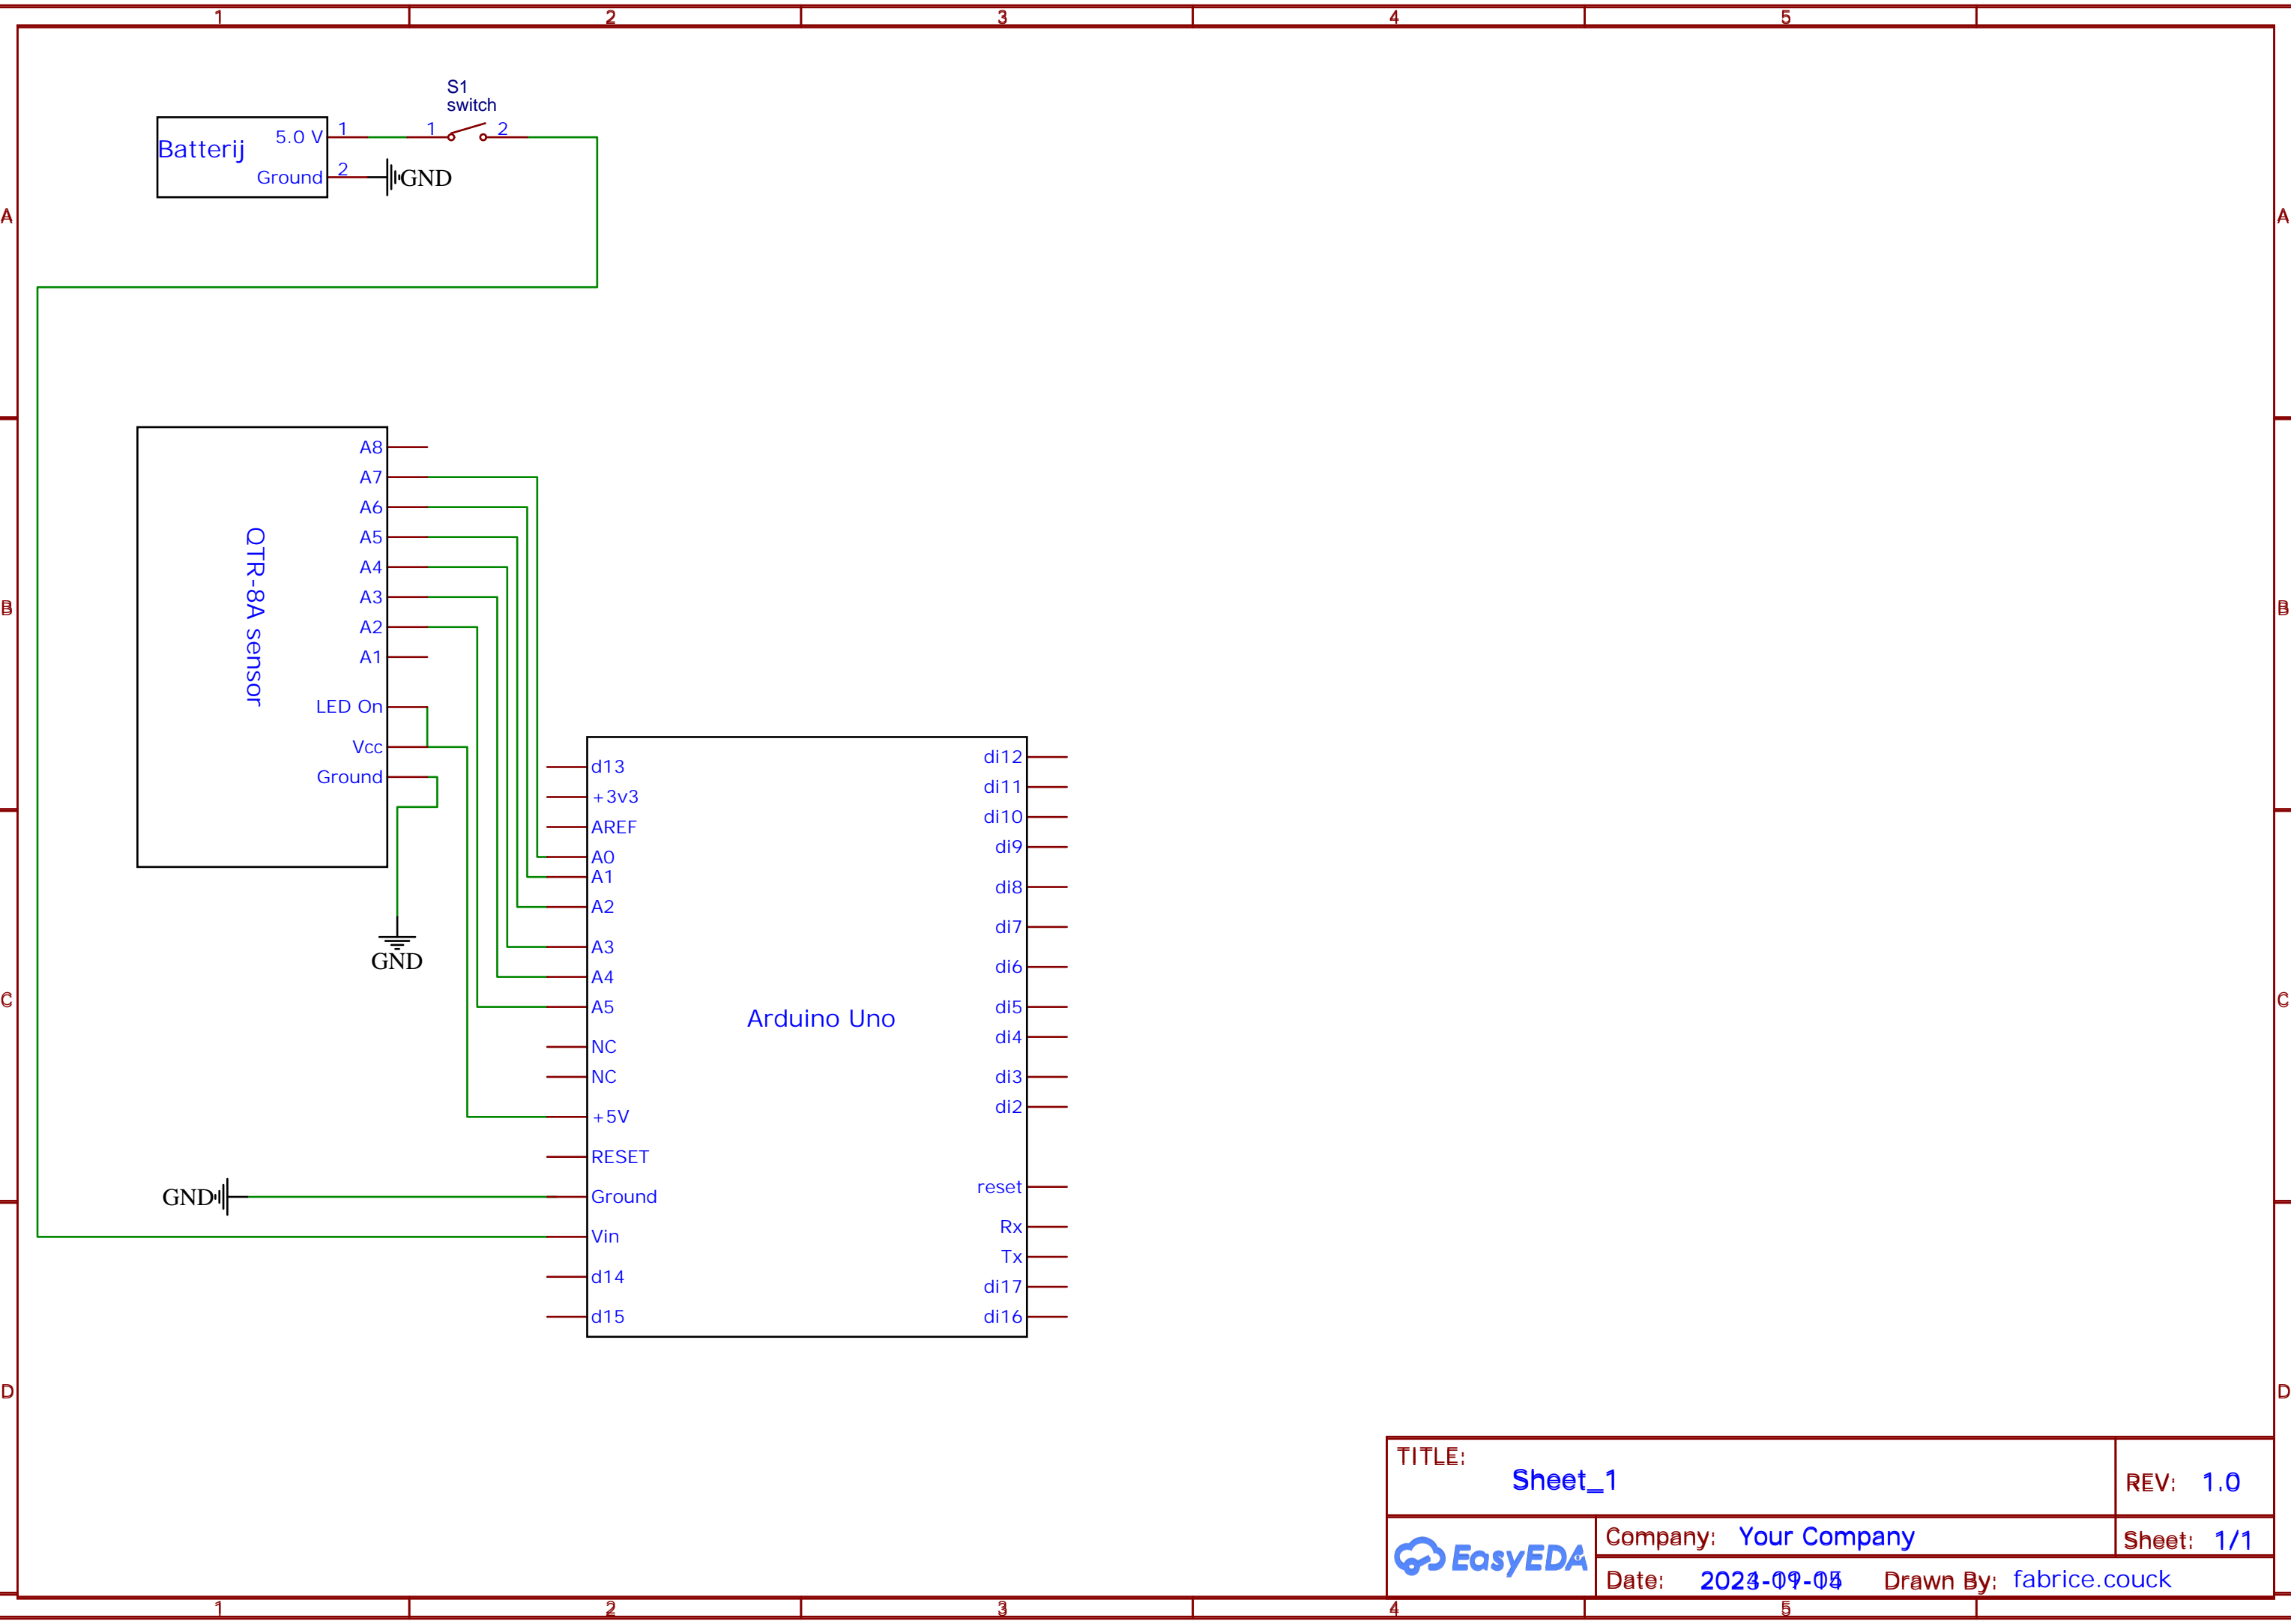 1 2 3 4 5
S1
switch
Batterij
5.0 V 1 1 2
Ground 2 GND
A A
QTR-8A sensor
A8
A7
A6
A5
A4
A3
A2
A1
LED On
Vcc
Ground
GND
B B
Arduino Uno
d13
+3v3
AREF
A0
A1
A2
A3
A4
A5
NC
NC
+5V
RESET
GND Ground
Vin
d14
d15
di12
di11
di10
di9
di8
di7
di6
di5
di4
di3
di2
reset
Rx
Tx
di17
di16
C C
D D
TITLE:
Sheet_1
REV: 1.0
EasyEDA
Company: Your Company
Sheet: 1/1
Date:
Drawn By: fabrice.couck
1 2 3 4 5